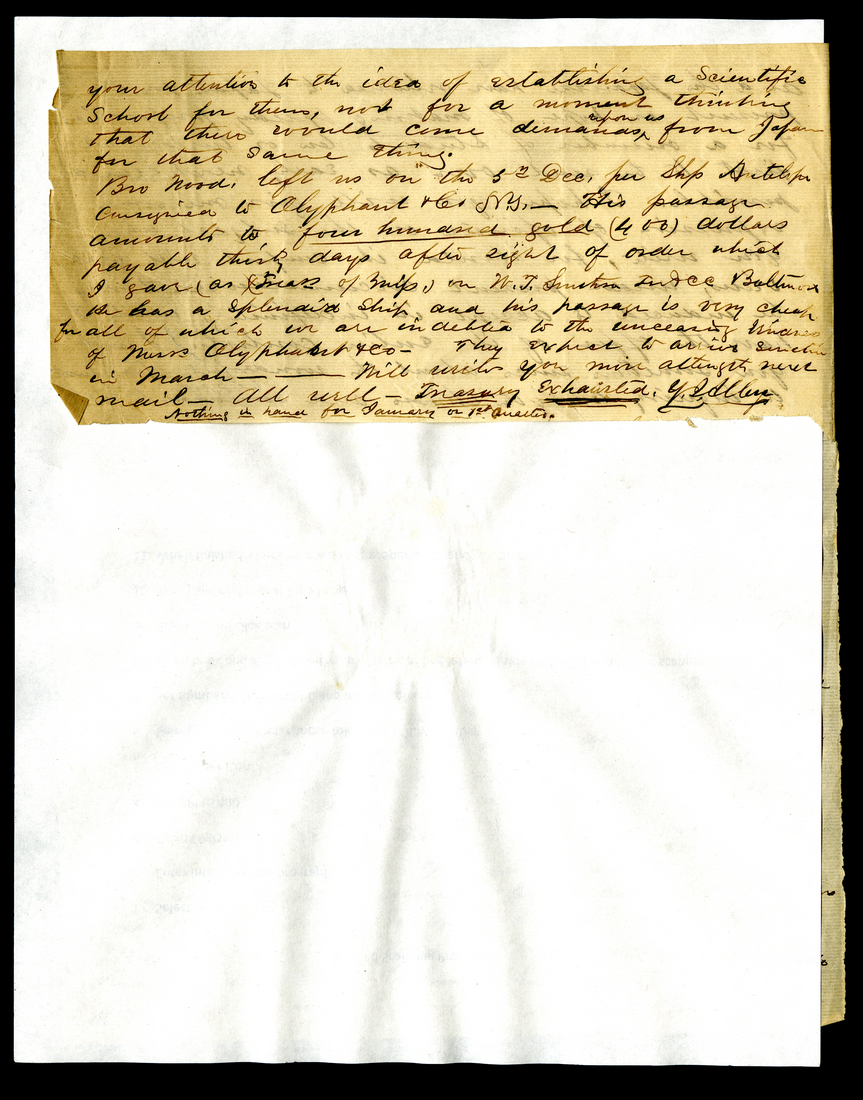 your attention to the idea of establishing a Scientific
School for them, not for a moment thinking
that there would come demands, upon us from Japan
for that same thing.
Bro Wood. left us on the 5th Dec, per Ship Antelope
consigned to Olyphant & Co N.Y. — His passage
amounts to four hundred gold (400) dollars
payable thirty days after sight of order which
I gave (as Treas of Miss,) on W. T. Smithson Baltimore
He has a Splendid Ship, and his passage is very cheap
for all of which we are indebted to the unceasing kindness
of Mess Olyphant & Co — They expect to arrive sometime
in March — — Will write you more at length next
mail — All well — Treasury Exhausted. Y. J. Allen
Nothing in hand for January or 1st Quarter.